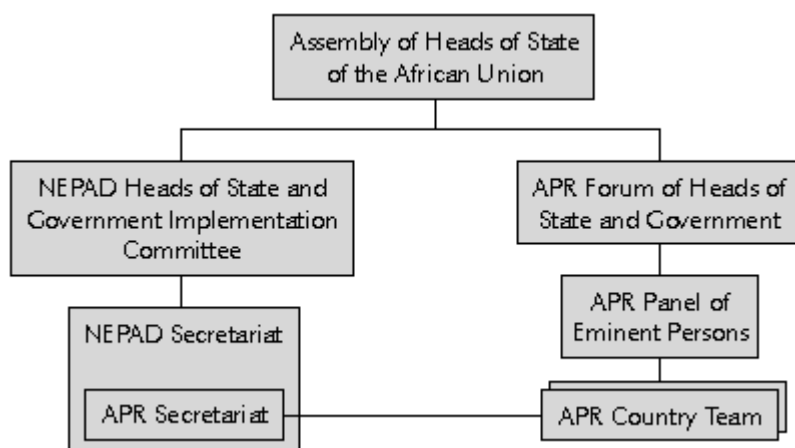 Assembly of Heads of State
of the African Union
NEPAD Heads of State and
Government Implementation
Committee
APR Forum of Heads of
State and Government
NEPAD Secretariat
APR Secretariat
APR Panel of
Eminent Persons
APR Country Team